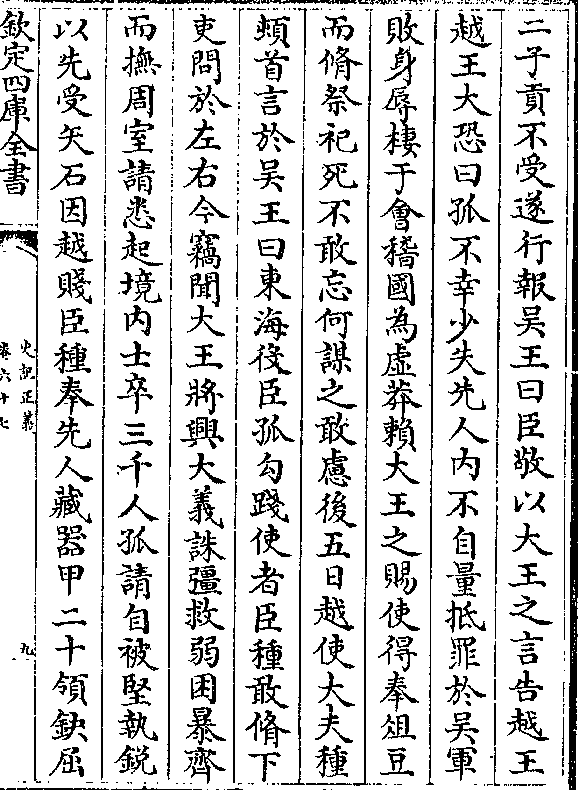 二子貢不受遂行報吳王曰臣敬以大王之言告越王
越王大恐曰孤不幸少失先人内不自量抵罪於吳軍
敗身辱棲于會稽國為虚莽賴大王之賜使得奉俎豆
而脩祭祀死不敢忘何謀之敢慮後五日越使大夫種
頓首言於吳王曰東海役臣孤勾踐使者臣種敢脩下
吏問於左右今竊聞大王將興大義誅彊救弱困暴齊
而撫周室請悉起境内士卒三千人孤請自被堅執鋭
以先受矢石因越賤臣種奉先人藏器甲二十領鈌屈
欽定四庫全書
史記正義
卷六十七
九